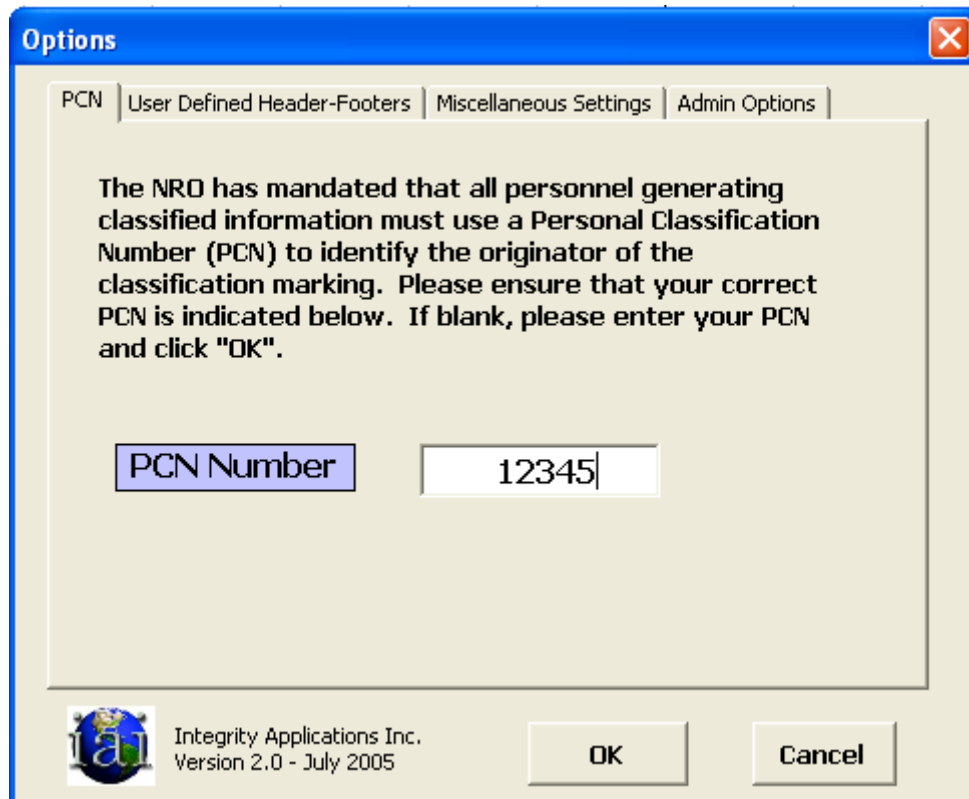 Options
PCN User Defined Header-Footers Miscellaneous Settings Admin Options
The NRO has mandated that all personnel generating
classified information must use a Personal Classification
Number (PCN) to identify the originator of the
classification marking.  Please ensure that your correct
PCN is indicated below.  If blank, please enter your PCN
and click "OK".
PCN Number 12345
iai Integrity Applications Inc.
Version 2.0 - July 2005
OK Cancel